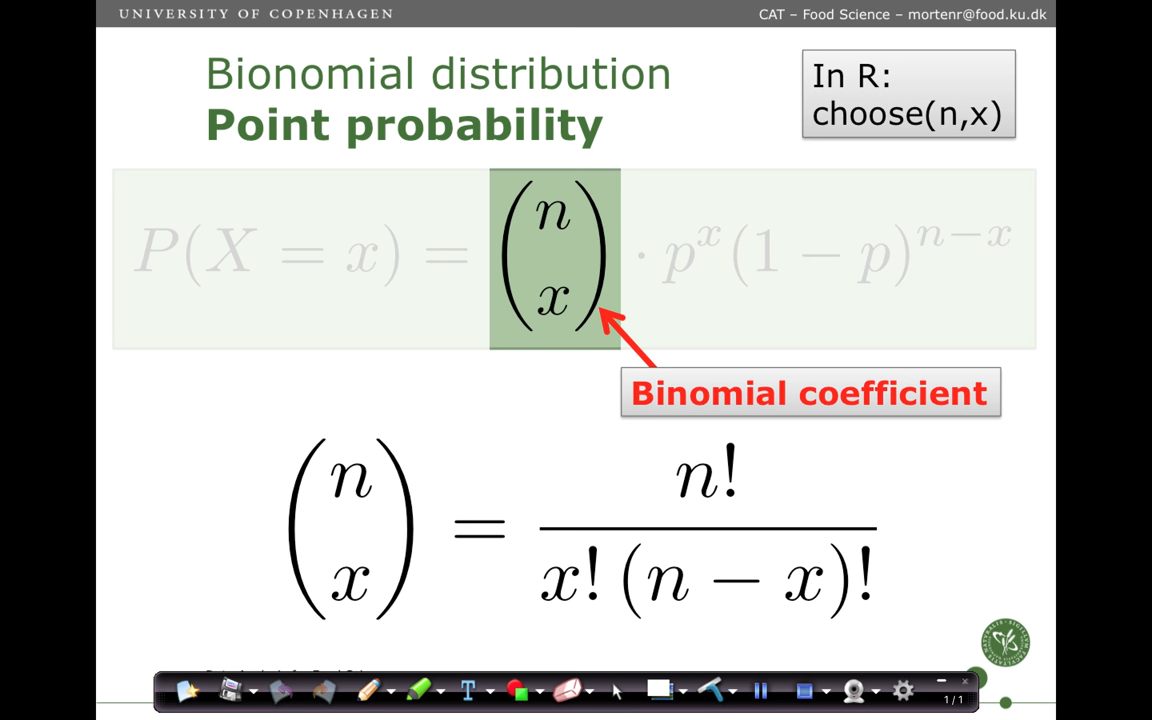 UNIVERSITY OF COPENHAGEN
CAT – Food Science – mortenr@food.ku.dk
Bionomial distribution
Point probability
In R:
choose(n,x)
P(X = x) = (n x) · p^x(1 − p)^{n−x}
Binomial coefficient
(n x) = n! / x! (n − x)!
T
1 / 1